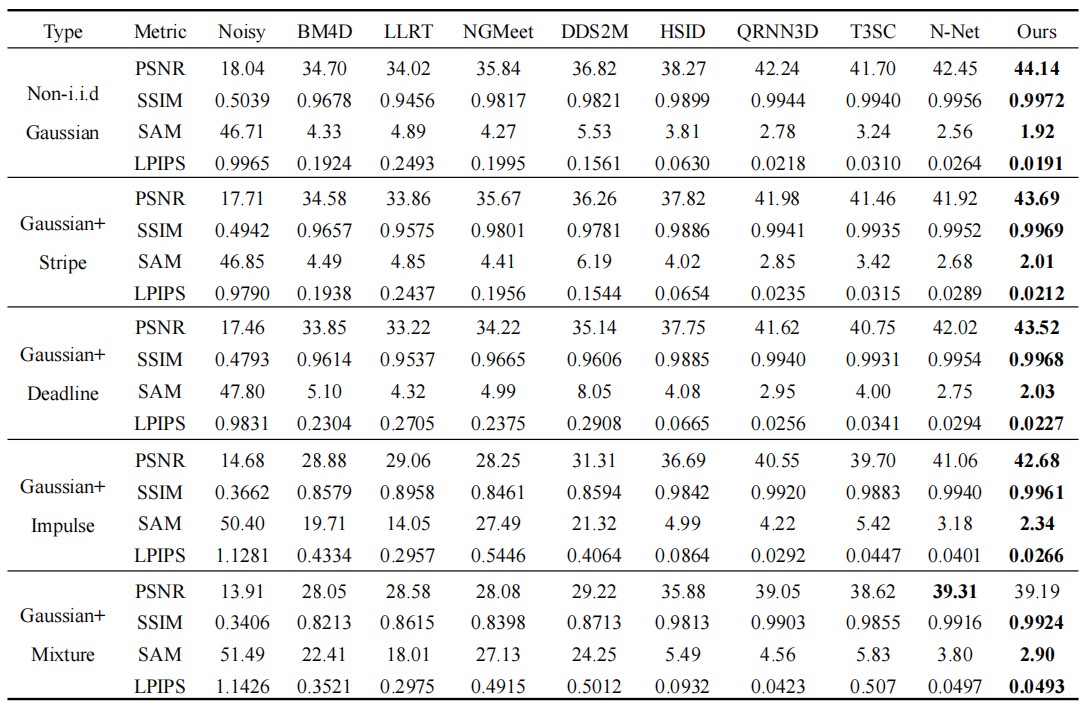 Type Metric Noisy BM4D LLRT NGMeet DDS2M HSID QRNN3D T3SC N-Net Ours
Non-i.i.d Gaussian
PSNR 18.04 34.70 34.02 35.84 36.82 38.27 42.24 41.70 42.45 44.14
SSIM 0.5039 0.9678 0.9456 0.9817 0.9821 0.9899 0.9944 0.9940 0.9956 0.9972
SAM 46.71 4.33 4.89 4.27 5.53 3.81 2.78 3.24 2.56 1.92
LPIPS 0.9965 0.1924 0.2493 0.1995 0.1561 0.0630 0.0218 0.0310 0.0264 0.0191
Gaussian+ Stripe
PSNR 17.71 34.58 33.86 35.67 36.26 37.82 41.98 41.46 41.92 43.69
SSIM 0.4942 0.9657 0.9575 0.9801 0.9781 0.9886 0.9941 0.9935 0.9952 0.9969
SAM 46.85 4.49 4.85 4.41 6.19 4.02 2.85 3.42 2.68 2.01
LPIPS 0.9790 0.1938 0.2437 0.1956 0.1544 0.0654 0.0235 0.0315 0.0289 0.0212
Gaussian+ Deadline
PSNR 17.46 33.85 33.22 34.22 35.14 37.75 41.62 40.75 42.02 43.52
SSIM 0.4793 0.9614 0.9537 0.9665 0.9606 0.9885 0.9940 0.9931 0.9954 0.9968
SAM 47.80 5.10 4.32 4.99 8.05 4.08 2.95 4.00 2.75 2.03
LPIPS 0.9831 0.2304 0.2705 0.2375 0.2908 0.0665 0.0256 0.0341 0.0294 0.0227
Gaussian+ Impulse
PSNR 14.68 28.88 29.06 28.25 31.31 36.69 40.55 39.70 41.06 42.68
SSIM 0.3662 0.8579 0.8958 0.8461 0.8594 0.9842 0.9920 0.9883 0.9940 0.9961
SAM 50.40 19.71 14.05 27.49 21.32 4.99 4.22 5.42 3.18 2.34
LPIPS 1.1281 0.4334 0.2957 0.5446 0.4064 0.0864 0.0292 0.0447 0.0401 0.0266
Gaussian+ Mixture
PSNR 13.91 28.05 28.58 28.08 29.22 35.88 39.05 38.62 39.31 39.19
SSIM 0.3406 0.8213 0.8615 0.8398 0.8713 0.9813 0.9903 0.9855 0.9916 0.9924
SAM 51.49 22.41 18.01 27.13 24.25 5.49 4.56 5.83 3.80 2.90
LPIPS 1.1426 0.3521 0.2975 0.4915 0.5012 0.0932 0.0423 0.507 0.0497 0.0493